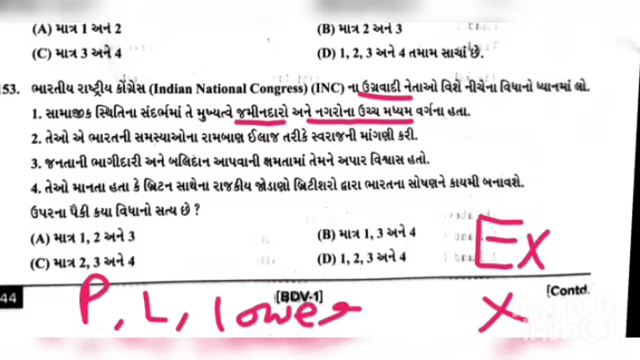 (A) માત્ર 1 અને 2 (B) માત્ર 2 અને 3
(C) માત્ર 3 અને 4 (D) 1, 2, 3 અને 4 તમામ સાચાં છે.
53. ભારતીય રાષ્ટ્રીય કોંગ્રેસ (Indian National Congress) (INC) ના ઉગ્રવાદી નેતાઓ વિશે નીચેના વિધાનો ધ્યાનમાં લો.
1. સામાજીક સ્થિતિના સંદર્ભમાં તે મુખ્યત્વે જમીનદારો અને નગરોના ઉચ્ચ મધ્યમ વર્ગના હતા.
2. તેઓ એ ભારતની સમસ્યાઓના રામબાણ ઈલાજ તરીકે સ્વરાજની માંગણી કરી.
3. જનતાની ભાગીદારી અને બલિદાન આપવાની ક્ષમતામાં તેમને અપાર વિશ્વાસ હતો.
4. તેઓ માનતા હતા કે બ્રિટન સાથેના રાજકીય જોડાણો બ્રિટીશરો દ્વારા ભારતના સોષણને કાયમી બનાવશે.
ઉપરના પૈકી કયા વિધાનો સત્ય છે ?
(A) માત્ર 1, 2 અને 3 (B) માત્ર 1, 3 અને 4
(C) માત્ર 2, 3 અને 4 (D) 1, 2, 3 અને 4
Ex
44 [BDV-1] [Contd.
P, L, lower X